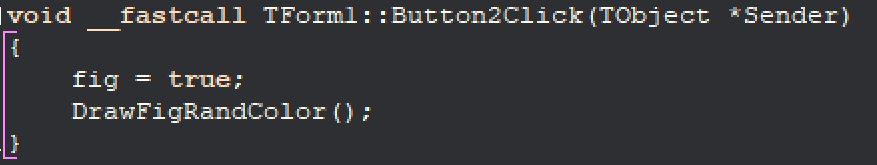 void __fastcall TForm1::Button2Click(TObject *Sender)
{
    fig = true;
    DrawFigRandColor();
}